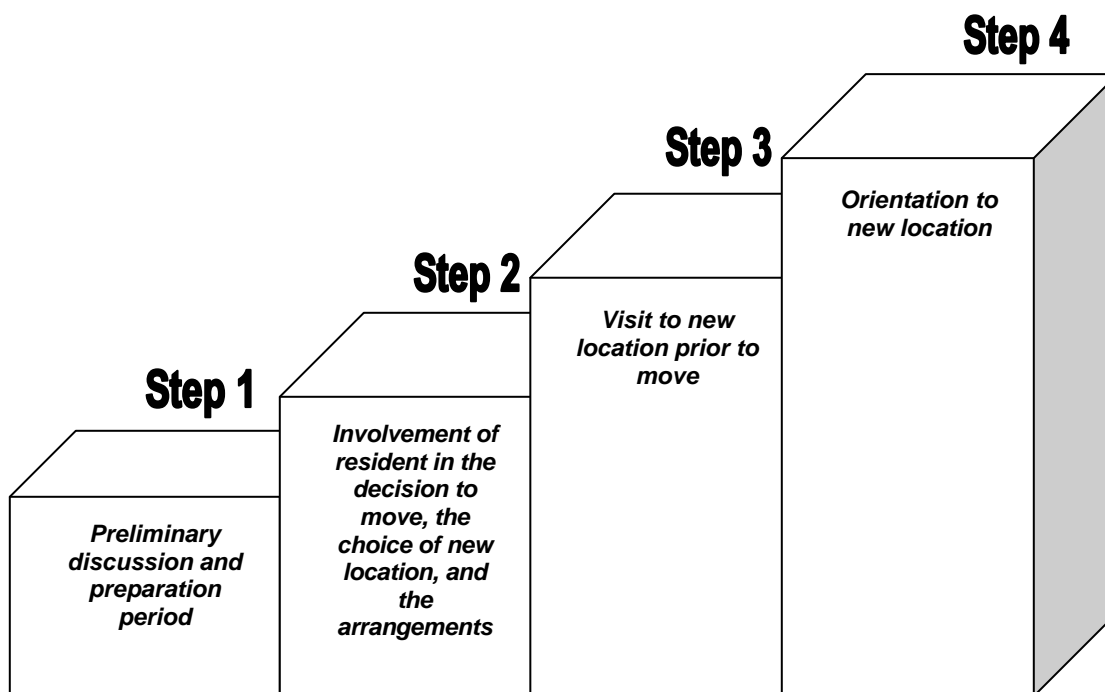 Step 1
Preliminary
discussion and
preparation
period
Step 2
Involvement of
resident in the
decision to
move, the
choice of new
location, and
the
arrangements
Step 3
Visit to new
location prior to
move
Step 4
Orientation to
new location